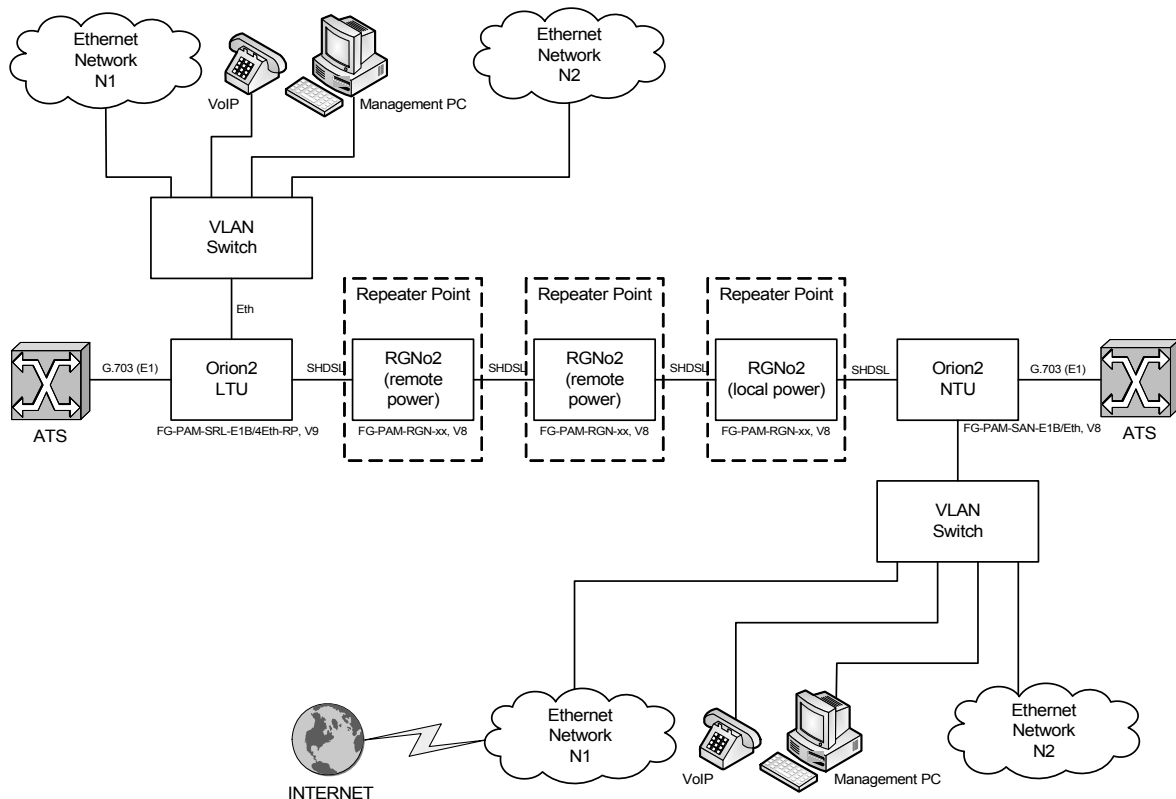 Ethernet
Network
N1
VoIP
Management PC
Ethernet
Network
N2
VLAN
Switch
Eth
Repeater Point
Repeater Point
Repeater Point
ATS
G.703 (E1)
Orion2
LTU
FG-PAM-SRL-E1B/4Eth-RP, V9
SHDSL
RGNo2
(remote
power)
FG-PAM-RGN-xx, V8
SHDSL
RGNo2
(remote
power)
FG-PAM-RGN-xx, V8
SHDSL
RGNo2
(local power)
FG-PAM-RGN-xx, V8
SHDSL
Orion2
NTU
FG-PAM-SAN-E1B/Eth, V8
G.703 (E1)
ATS
VLAN
Switch
INTERNET
Ethernet
Network
N1
VoIP
Management PC
Ethernet
Network
N2